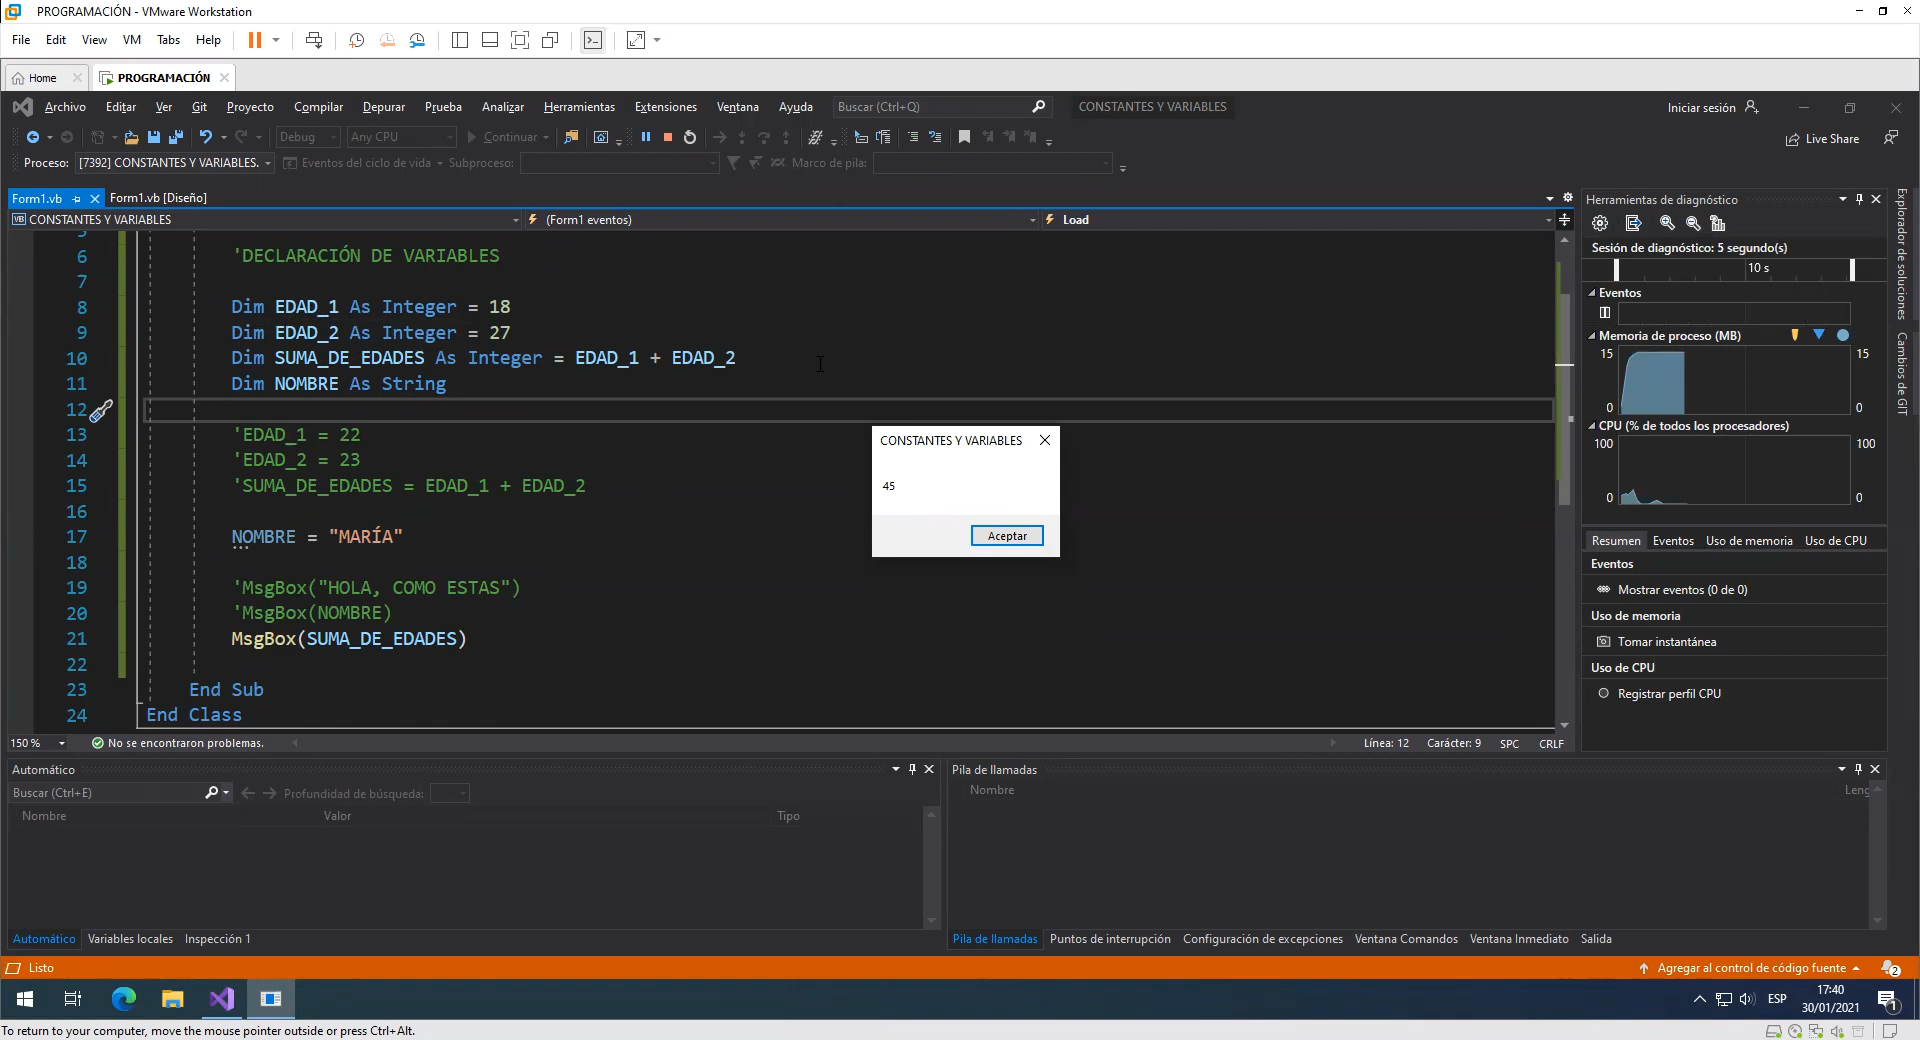 PROGRAMACIÓN - VMware Workstation
File Edit View VM Tabs Help
Home PROGRAMACIÓN
Archivo Editar Ver Git Proyecto Compilar Depurar Prueba Analizar Herramientas Extensiones Ventana Ayuda Buscar (Ctrl+Q) CONSTANTES Y VARIABLES Iniciar sesión
Debug Any CPU Continuar Live Share
Proceso: [7392] CONSTANTES Y VARIABLES. Eventos del ciclo de vida Subproceso: Marco de pila:
Form1.vb Form1.vb [Diseño]
VB CONSTANTES Y VARIABLES (Form1 eventos) Load
5
6 'DECLARACIÓN DE VARIABLES
7
8 Dim EDAD_1 As Integer = 18
9 Dim EDAD_2 As Integer = 27
10 Dim SUMA_DE_EDADES As Integer = EDAD_1 + EDAD_2
11 Dim NOMBRE As String
12
13 'EDAD_1 = 22
14 'EDAD_2 = 23
15 'SUMA_DE_EDADES = EDAD_1 + EDAD_2
16
17 NOMBRE = "MARÍA"
18
19 'MsgBox("HOLA, COMO ESTAS")
20 'MsgBox(NOMBRE)
21 MsgBox(SUMA_DE_EDADES)
22
23 End Sub
24 End Class
CONSTANTES Y VARIABLES
45
Aceptar
150 % No se encontraron problemas. Línea: 12 Carácter: 9 SPC CRLF
Herramientas de diagnóstico
Sesión de diagnóstico: 5 segundo(s)
10 s
Eventos
Memoria de proceso (MB)
15 15
0 0
CPU (% de todos los procesadores)
100 100
0 0
Resumen Eventos Uso de memoria Uso de CPU
Eventos
Mostrar eventos (0 de 0)
Uso de memoria
Tomar instantánea
Uso de CPU
Registrar perfil CPU
Explorador de soluciones
Cambios de GIT
Automático
Buscar (Ctrl+E) Profundidad de búsqueda:
Nombre Valor Tipo
Automático Variables locales Inspección 1
Pila de llamadas
Nombre Leng
Pila de llamadas Puntos de interrupción Configuración de excepciones Ventana Comandos Ventana Inmediato Salida
Listo Agregar al control de código fuente 2
ESP 17:40
30/01/2021 1
To return to your computer, move the mouse pointer outside or press Ctrl+Alt.